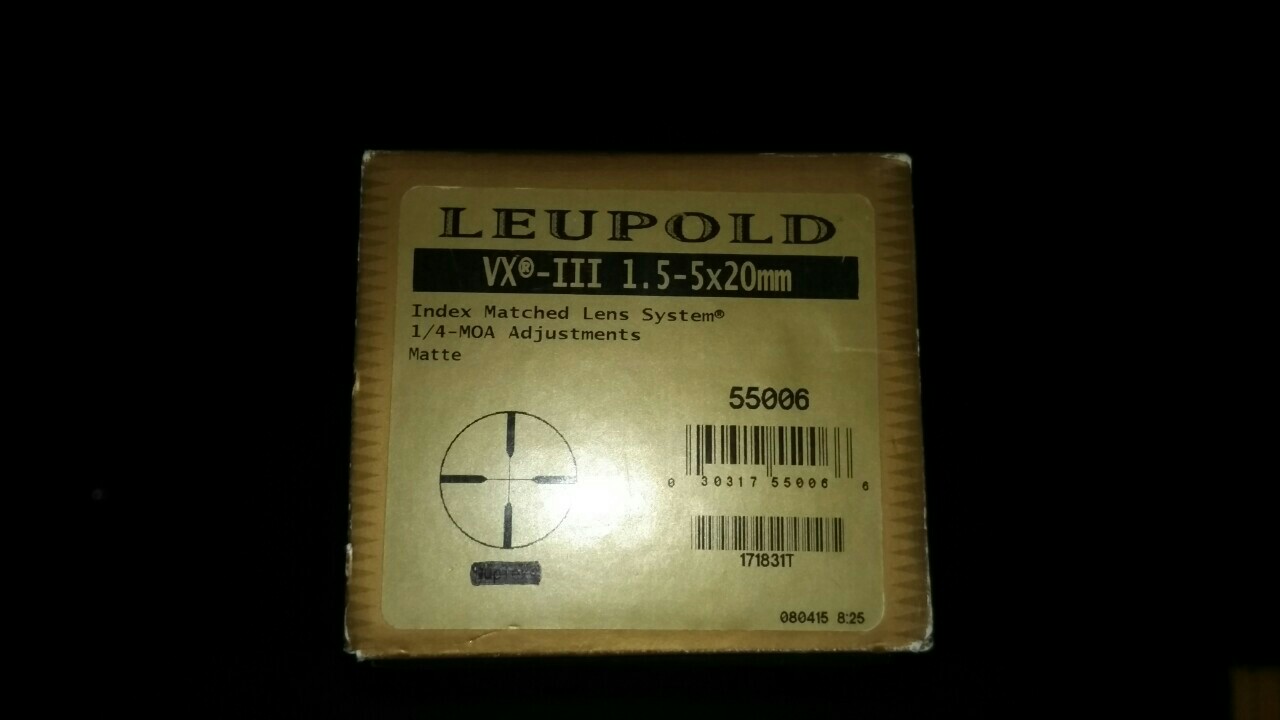 LEUPOLD
VX®-III 1.5-5x20mm
Index Matched Lens System®
1/4-MOA Adjustments
Matte
55006
0 30317 55006 6
171831T
080415 8:25